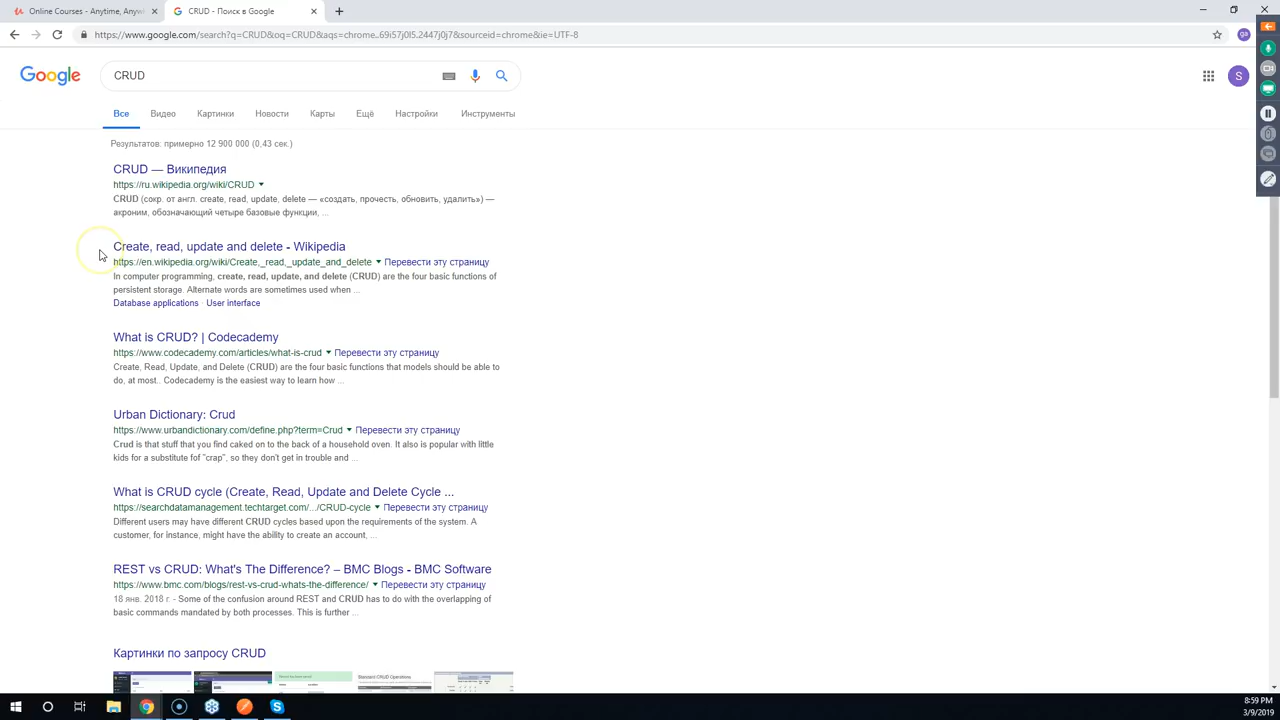 Online Courses - Anytime, Anyw
CRUD - Поиск в Google
https://www.google.com/search?q=CRUD&oq=CRUD&aqs=chrome..69i57j0l5.2447j0j7&sourceid=chrome&ie=UTF-8
Google
CRUD
S
Все Видео Картинки Новости Карты Ещё Настройки Инструменты
Результатов: примерно 12 900 000 (0,43 сек.)
CRUD — Википедия
https://ru.wikipedia.org/wiki/CRUD
CRUD (сокр. от англ. create, read, update, delete — «создать, прочесть, обновить, удалить») —
акроним, обозначающий четыре базовые функции, ...
Create, read, update and delete - Wikipedia
https://en.wikipedia.org/wiki/Create,_read,_update_and_delete Перевести эту страницу
In computer programming, create, read, update, and delete (CRUD) are the four basic functions of
persistent storage. Alternate words are sometimes used when ...
Database applications · User interface
What is CRUD? | Codecademy
https://www.codecademy.com/articles/what-is-crud Перевести эту страницу
Create, Read, Update, and Delete (CRUD) are the four basic functions that models should be able to
do, at most.. Codecademy is the easiest way to learn how ...
Urban Dictionary: Crud
https://www.urbandictionary.com/define.php?term=Crud Перевести эту страницу
Crud is that stuff that you find caked on to the back of a household oven. It also is popular with little
kids for a substitute fof "crap", so they don't get in trouble and ...
What is CRUD cycle (Create, Read, Update and Delete Cycle ...
https://searchdatamanagement.techtarget.com/.../CRUD-cycle Перевести эту страницу
Different users may have different CRUD cycles based upon the requirements of the system. A
customer, for instance, might have the ability to create an account, ...
REST vs CRUD: What's The Difference? – BMC Blogs - BMC Software
https://www.bmc.com/blogs/rest-vs-crud-whats-the-difference/ Перевести эту страницу
18 янв. 2018 г. - Some of the confusion around REST and CRUD has to do with the overlapping of
basic commands mandated by both processes. This is further ...
Картинки по запросу CRUD
Standard CRUD Operations
8:59 PM
3/9/2019